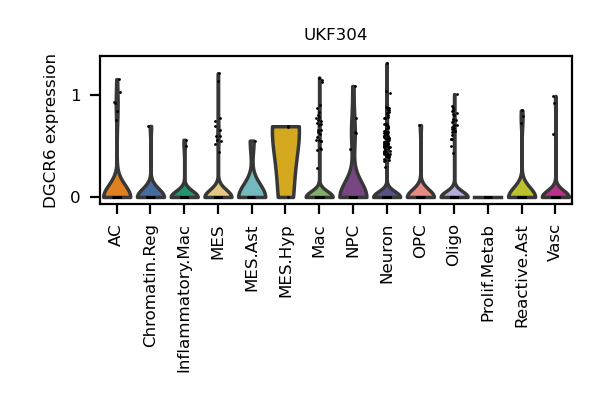 UKF304
DGCR6 expression
1
0
AC
Chromatin.Reg
Inflammatory.Mac
MES
MES.Ast
MES.Hyp
Mac
NPC
Neuron
OPC
Oligo
Prolif.Metab
Reactive.Ast
Vasc